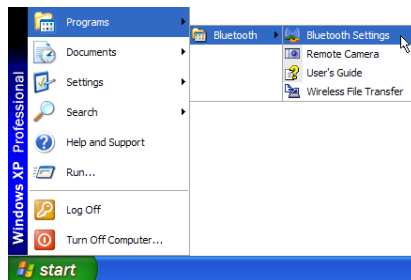 Programs
Documents
Settings
Search
Help and Support
Run...
Log Off
Turn Off Computer...
Windows XP Professional
Bluetooth
Bluetooth Settings
Remote Camera
User's Guide
Wireless File Transfer
start